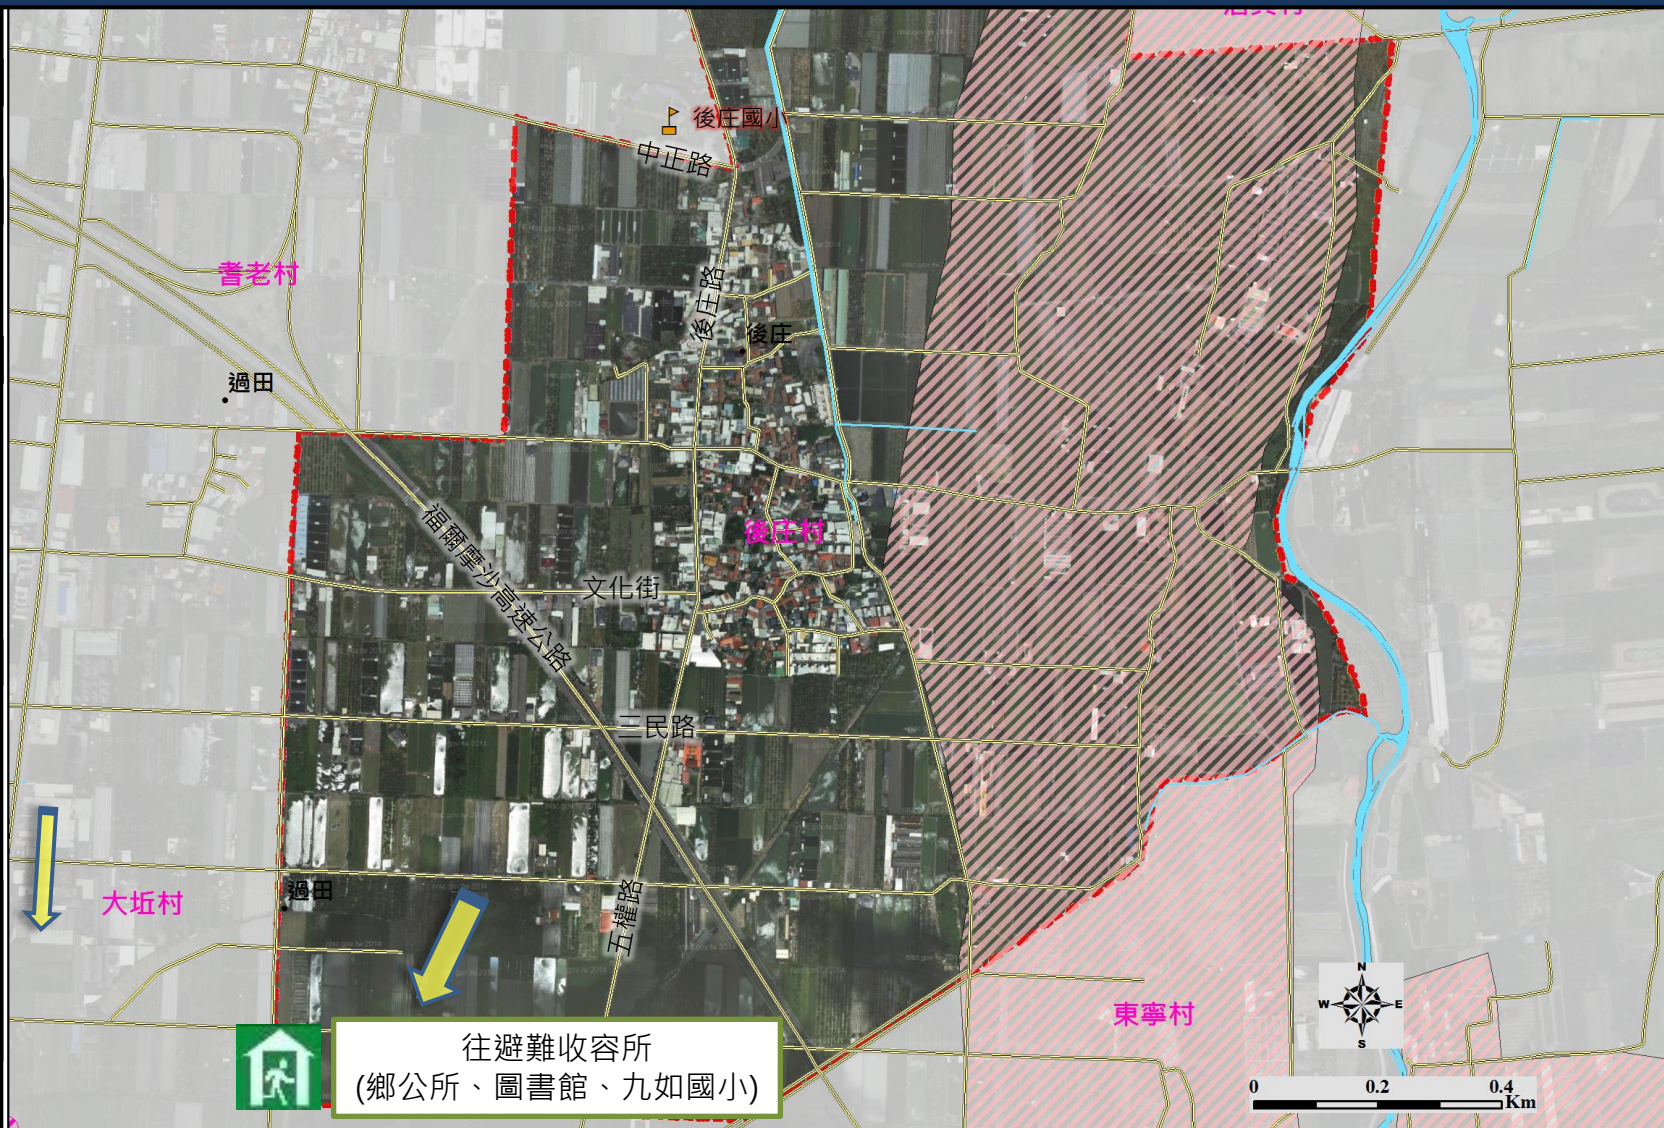 後庄國小
中正路
耆老村
後庄路
後庄
過田
福爾摩沙高速公路
後庄村
文化街
三民路
過田
大坵村
五權路
東寧村
往避難收容所
(鄉公所、圖書館、九如國小)
N
W
E
S
0
0.2
0.4
Km